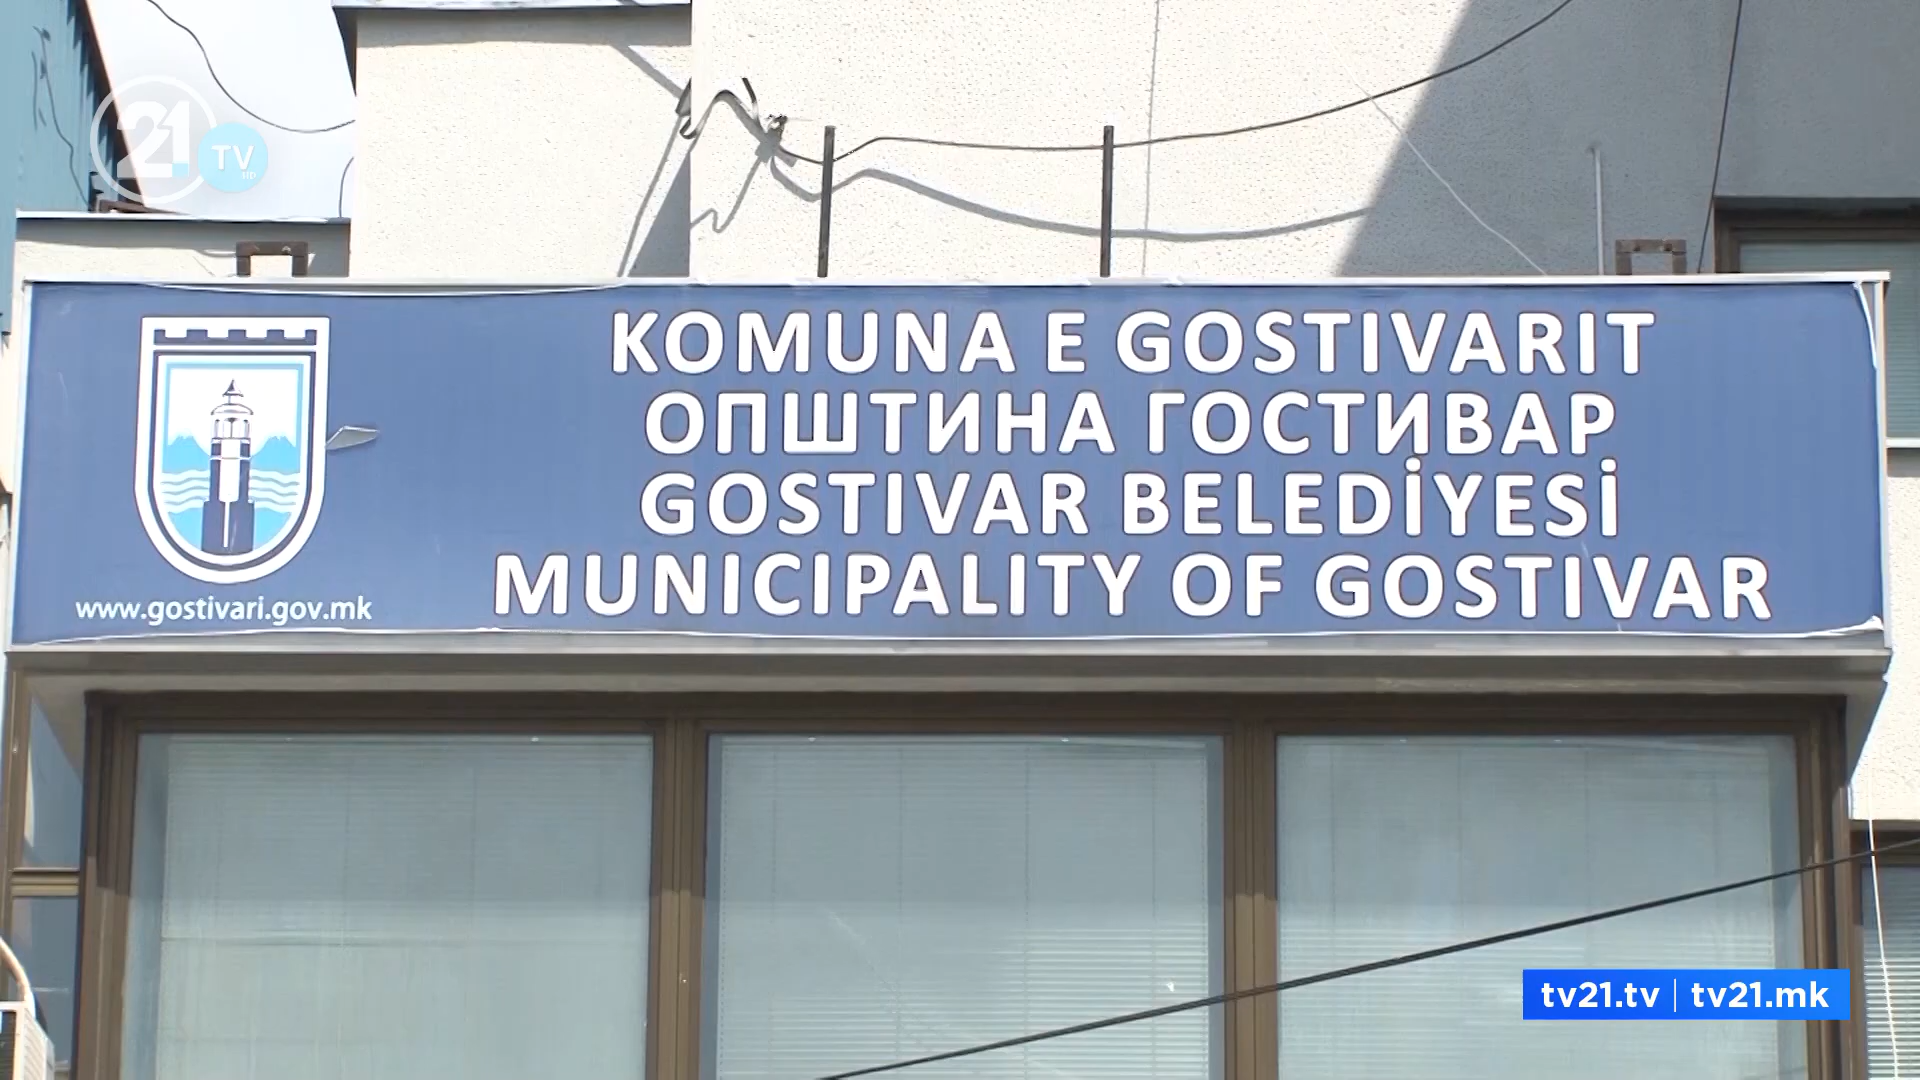 21 TV HD
KOMUNA E GOSTIVARIT
ОПШТИНА ГОСТИВАР
GOSTIVAR BELEDİYESİ
MUNICIPALITY OF GOSTIVAR
www.gostivari.gov.mk
tv21.tv | tv21.mk